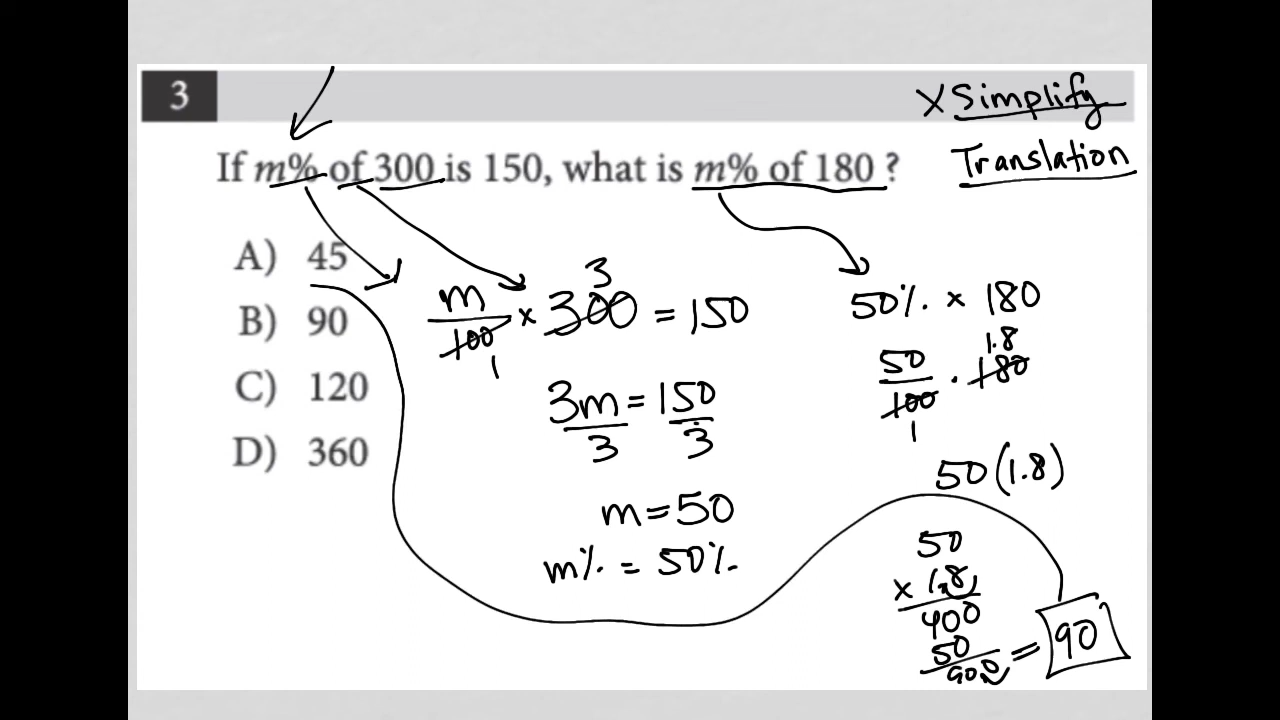 3
X Simplify
Translation
If m% of 300 is 150, what is m% of 180 ?
A) 45
B) 90
C) 120
D) 360
m/100 × 300 = 150
3
1
3m/3 = 150/3
m = 50
m% = 50%
50% × 180
50/100 · 180
1.8
1
50(1.8)
50
× 1.8
400
50
900 = 90